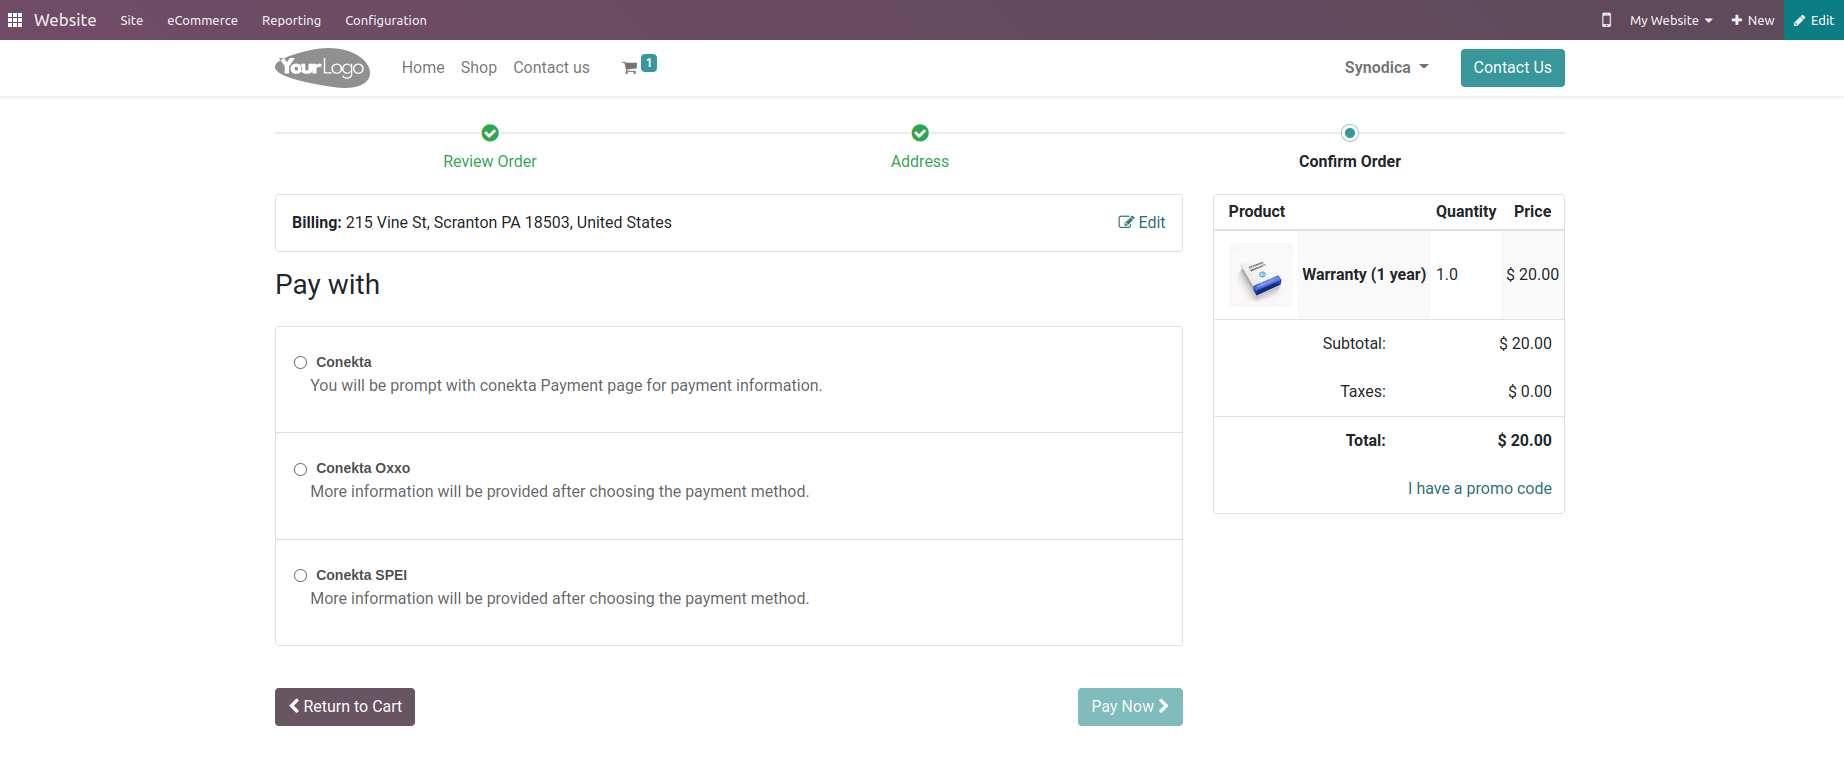 Website Site eCommerce Reporting Configuration My Website New Edit
YourLogo Home Shop Contact us 1 Synodica Contact Us
Review Order Address Confirm Order
Billing: 215 Vine St, Scranton PA 18503, United States Edit
Product Quantity Price
Warranty (1 year) 1.0 $ 20.00
Subtotal: $ 20.00
Taxes: $ 0.00
Total: $ 20.00
I have a promo code
Pay with
Conekta
You will be prompt with conekta Payment page for payment information.
Conekta Oxxo
More information will be provided after choosing the payment method.
Conekta SPEI
More information will be provided after choosing the payment method.
Return to Cart Pay Now